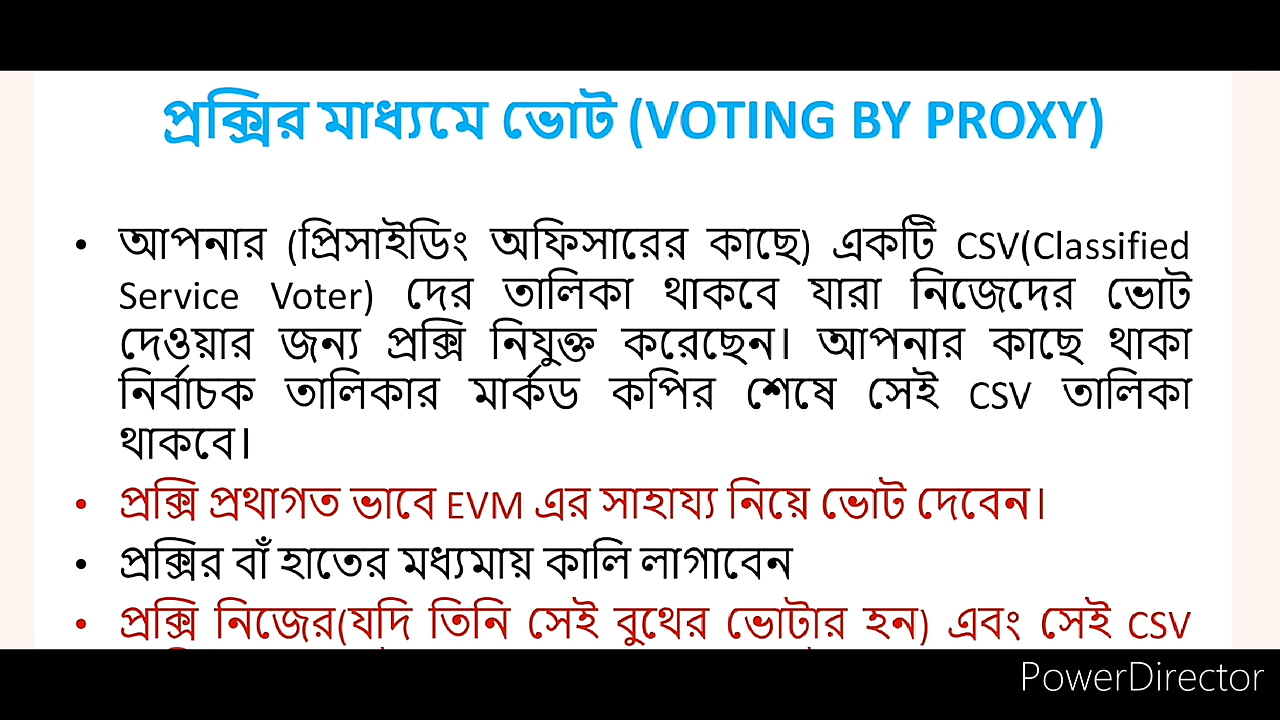 প্রক্সির মাধ্যমে ভোট (VOTING BY PROXY)
• আপনার (প্রিসাইডিং অফিসারের কাছে) একটি CSV(Classified
Service Voter) দের তালিকা থাকবে যারা নিজেদের ভোট
দেওয়ার জন্য প্রক্সি নিযুক্ত করেছেন। আপনার কাছে থাকা
নির্বাচক তালিকার মার্কড কপির শেষে সেই CSV তালিকা
থাকবে।
• প্রক্সি প্রথাগত ভাবে EVM এর সাহায্য নিয়ে ভোট দেবেন।
• প্রক্সির বাঁ হাতের মধ্যমায় কালি লাগাবেন
• প্রক্সি নিজের(যদি তিনি সেই বুথের ভোটার হন) এবং সেই CSV
PowerDirector